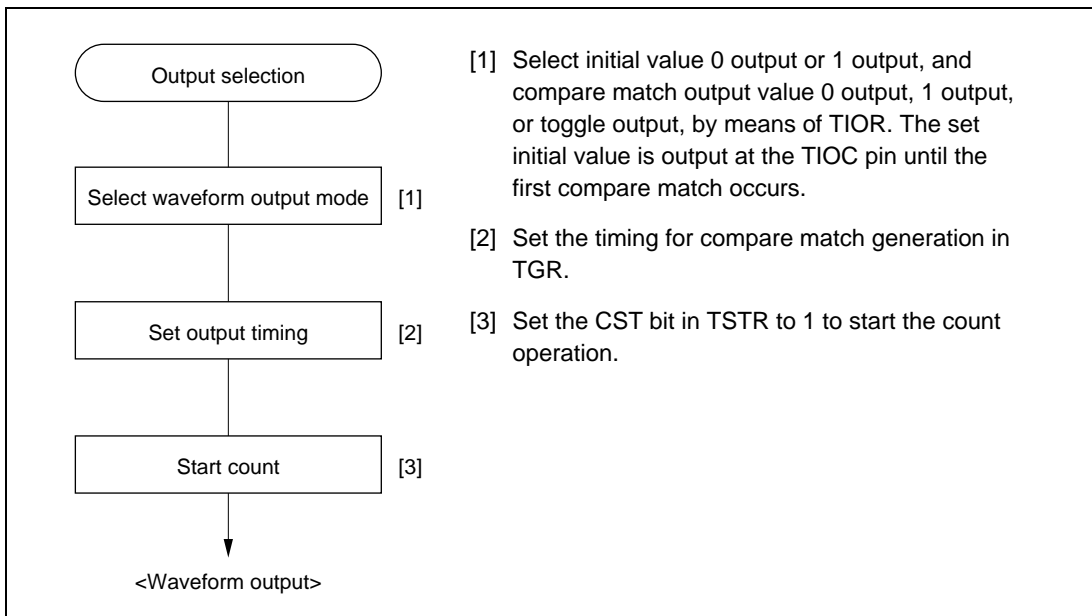 Output selection
Select waveform output mode [1]
Set output timing [2]
Start count [3]
<Waveform output>
[1] Select initial value 0 output or 1 output, and
compare match output value 0 output, 1 output,
or toggle output, by means of TIOR. The set
initial value is output at the TIOC pin until the
first compare match occurs.
[2] Set the timing for compare match generation in
TGR.
[3] Set the CST bit in TSTR to 1 to start the count
operation.